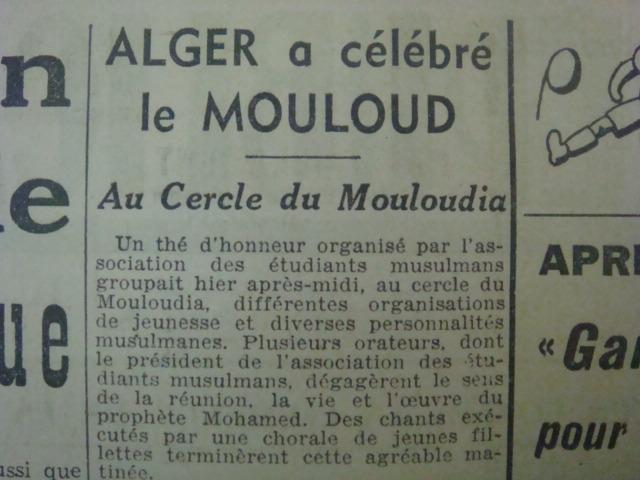 n
e
ue
ussi que
ALGER a célébré
le MOULOUD
Au Cercle du Mouloudia
Un thé d'honneur organisé par l'as-
sociation des étudiants musulmans
groupait hier après-midi, au cercle du
Mouloudia, différentes organisations
de jeunesse et diverses personnalités
musulmanes. Plusieurs orateurs, dont
le président de l'association des étu-
diants musulmans, dégagèrent le sens
de la réunion, la vie et l'œuvre du
prophète Mohamed. Des chants exé-
cutés par une chorale de jeunes fil-
lettes terminèrent cette agréable ma-
tinée.
APRE
« Gar
pour